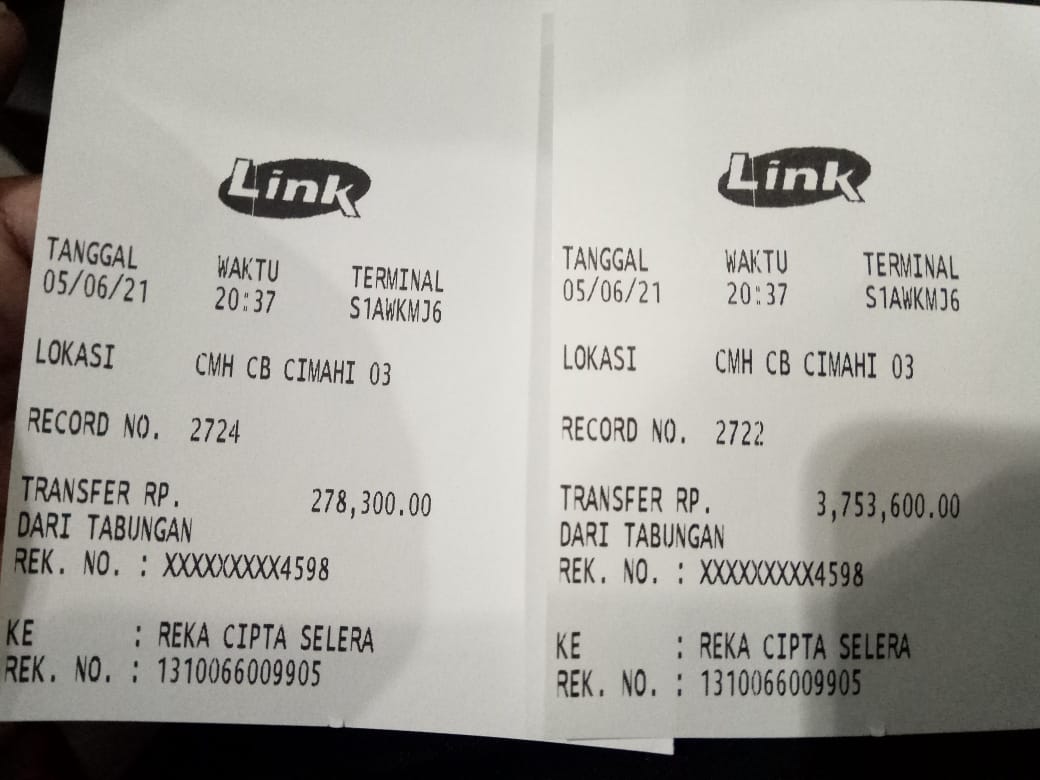 Link
TANGGAL WAKTU TERMINAL
05/06/21 20:37 S1AWKMJ6
LOKASI CMH CB CIMAHI 03
RECORD NO. 2724
TRANSFER RP. 278,300.00
DARI TABUNGAN
REK. NO. : XXXXXXXXX4598
KE : REKA CIPTA SELERA
REK. NO. : 1310066009905
Link
TANGGAL WAKTU TERMINAL
05/06/21 20:37 S1AWKMJ6
LOKASI CMH CB CIMAHI 03
RECORD NO. 2722
TRANSFER RP. 3,753,600.00
DARI TABUNGAN
REK. NO. : XXXXXXXXX4598
KE : REKA CIPTA SELERA
REK. NO. : 1310066009905